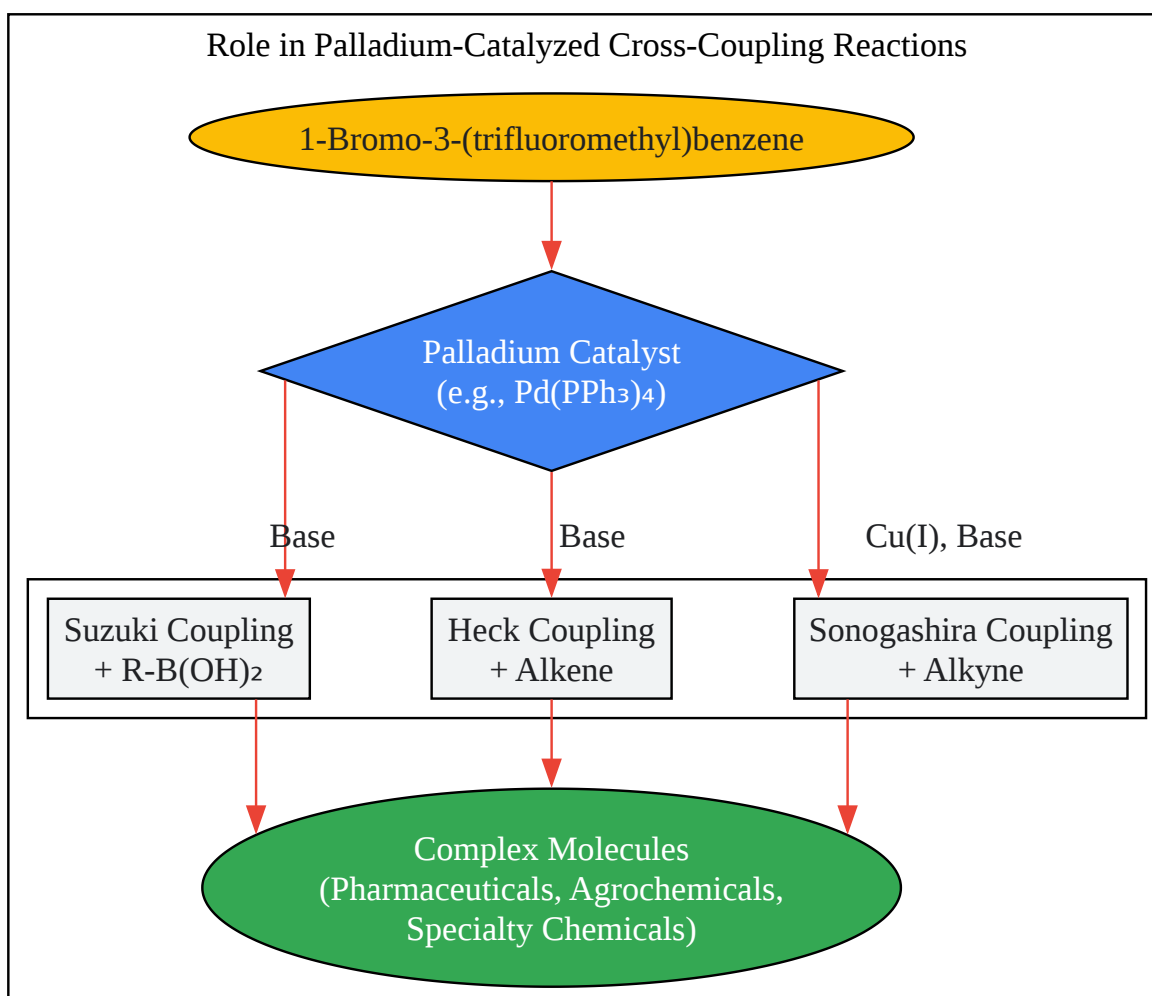 Role in Palladium-Catalyzed Cross-Coupling Reactions
1-Bromo-3-(trifluoromethyl)benzene
Palladium Catalyst
(e.g., Pd(PPh₃)₄)
Base
Base
Cu(I), Base
Suzuki Coupling
+ R-B(OH)₂
Heck Coupling
+ Alkene
Sonogashira Coupling
+ Alkyne
Complex Molecules
(Pharmaceuticals, Agrochemicals,
Specialty Chemicals)